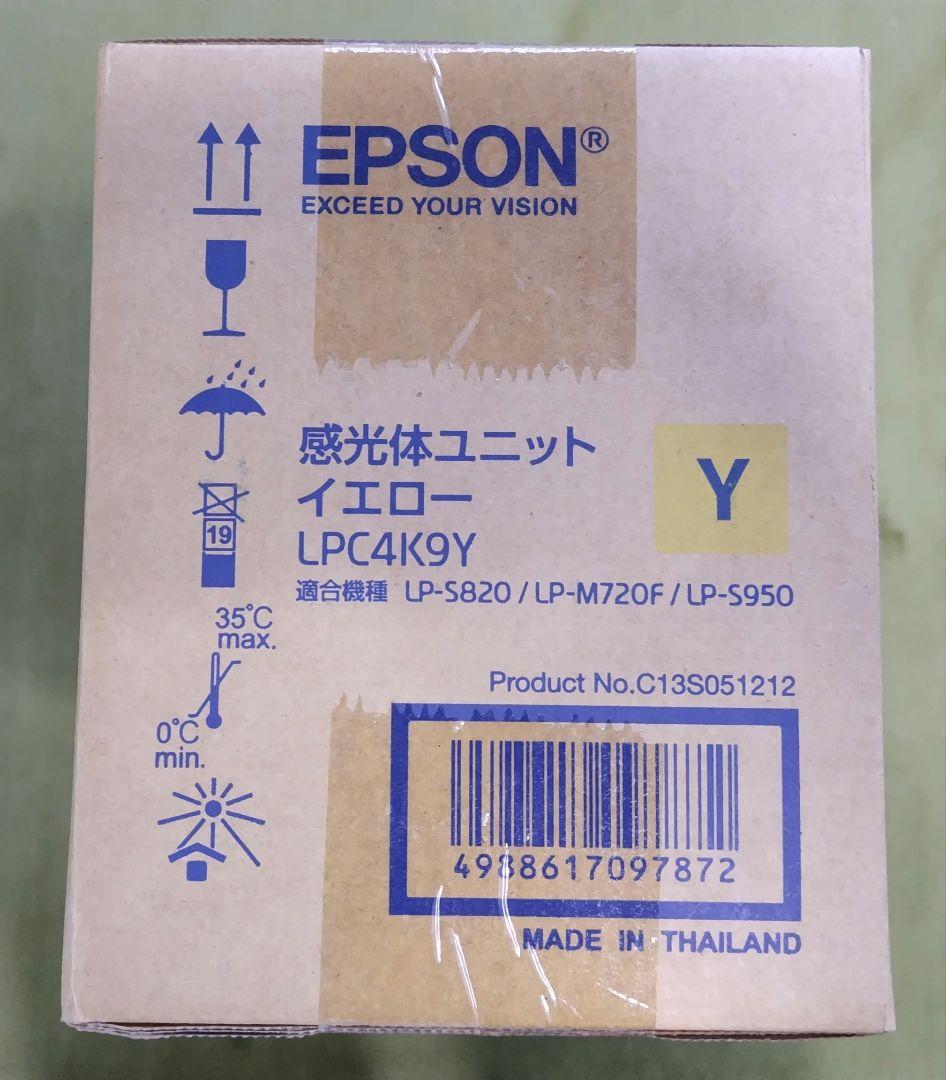 EPSON®
EXCEED YOUR VISION
感光体ユニット
イエロー
LPC4K9Y
Y
適合機種 LP-S820 / LP-M720F / LP-S950
19
35°C
max.
0°C
min.
Product No.C13S051212
4988617097872
MADE IN THAILAND